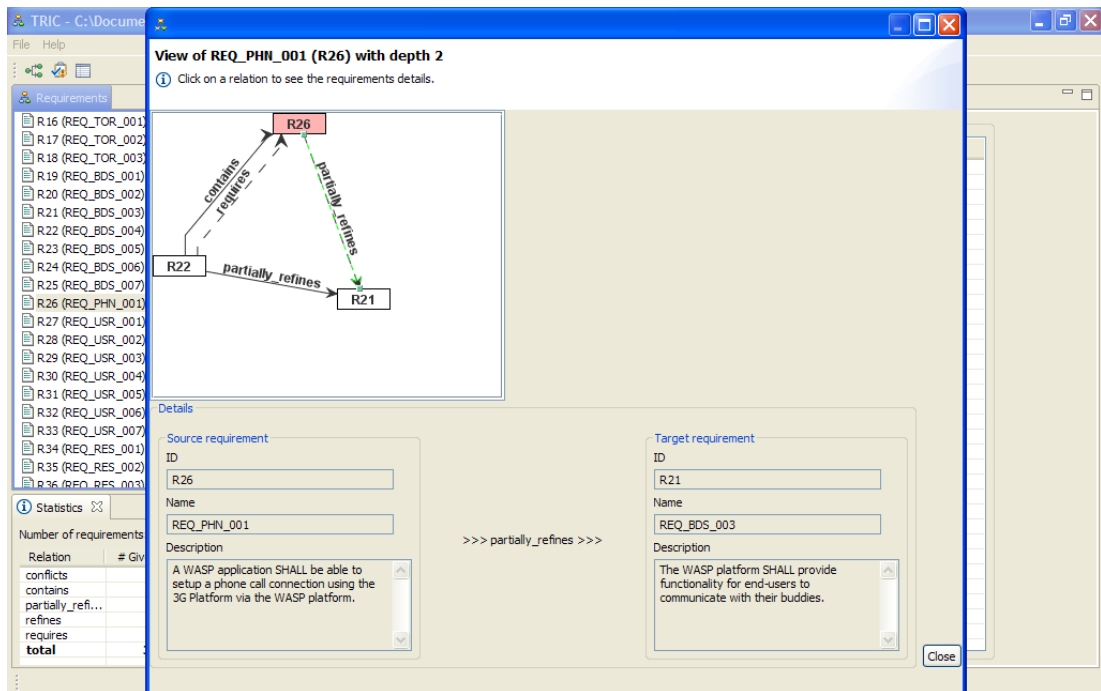 TRIC - C:\Docume
File Help
Requirements
R16 (REQ_TOR_001)
R17 (REQ_TOR_002)
R18 (REQ_TOR_003)
R19 (REQ_BDS_001)
R20 (REQ_BDS_002)
R21 (REQ_BDS_003)
R22 (REQ_BDS_004)
R23 (REQ_BDS_005)
R24 (REQ_BDS_006)
R25 (REQ_BDS_007)
R26 (REQ_PHN_001)
R27 (REQ_USR_001)
R28 (REQ_USR_002)
R29 (REQ_USR_003)
R30 (REQ_USR_004)
R31 (REQ_USR_005)
R32 (REQ_USR_006)
R33 (REQ_USR_007)
R34 (REQ_RES_001)
R35 (REQ_RES_002)
R36 (REQ_RES_003)
Statistics
Number of requirements
Relation # Giv
conflicts
contains
partially_refi...
refines
requires
total
View of REQ_PHN_001 (R26) with depth 2
Click on a relation to see the requirements details.
R26
contains
requires
partially_refines
R22
partially_refines
R21
Details
Source requirement
ID
R26
Name
REQ_PHN_001
Description
A WASP application SHALL be able to
setup a phone call connection using the
3G Platform via the WASP platform.
>>> partially_refines >>>
Target requirement
ID
R21
Name
REQ_BDS_003
Description
The WASP platform SHALL provide
functionality for end-users to
communicate with their buddies.
Close